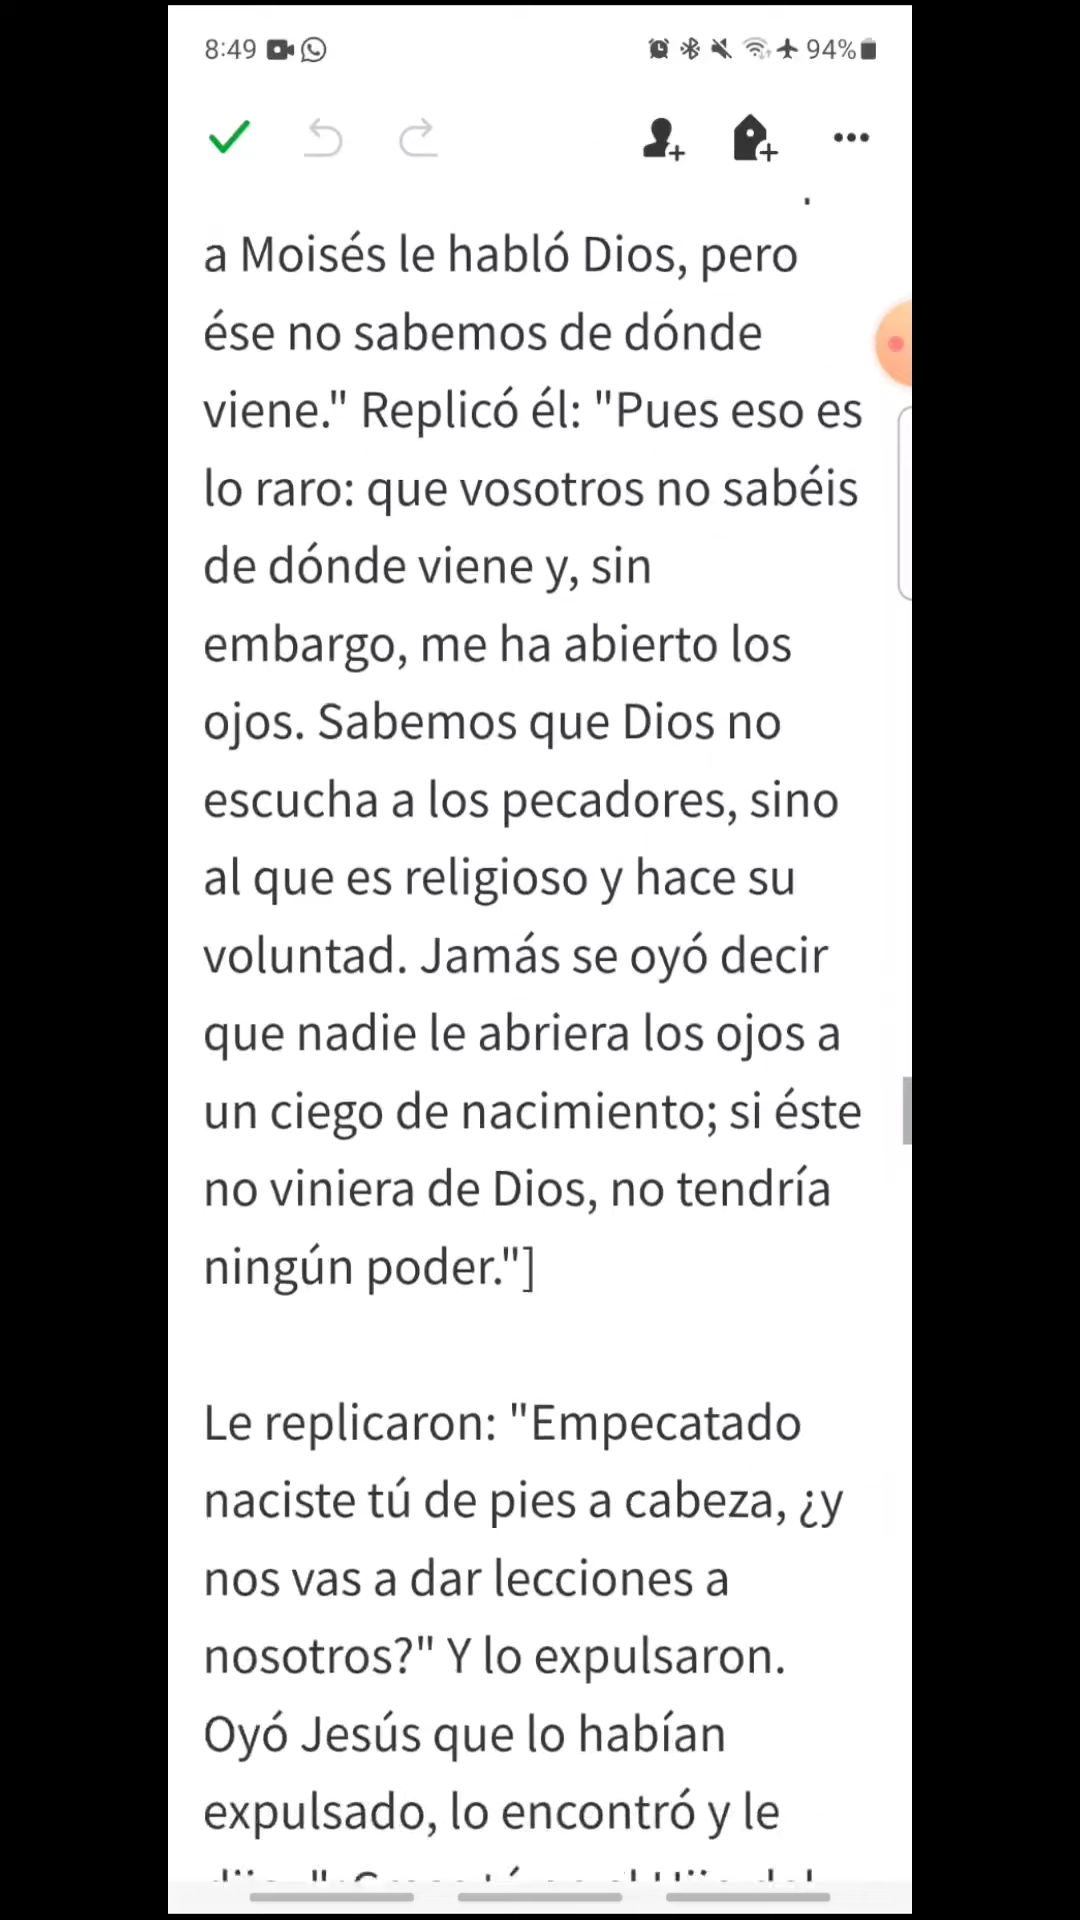 8:49
94%
a Moisés le habló Dios, pero
ése no sabemos de dónde
viene." Replicó él: "Pues eso es
lo raro: que vosotros no sabéis
de dónde viene y, sin
embargo, me ha abierto los
ojos. Sabemos que Dios no
escucha a los pecadores, sino
al que es religioso y hace su
voluntad. Jamás se oyó decir
que nadie le abriera los ojos a
un ciego de nacimiento; si éste
no viniera de Dios, no tendría
ningún poder."]
Le replicaron: "Empecatado
naciste tú de pies a cabeza, ¿y
nos vas a dar lecciones a
nosotros?" Y lo expulsaron.
Oyó Jesús que lo habían
expulsado, lo encontró y le